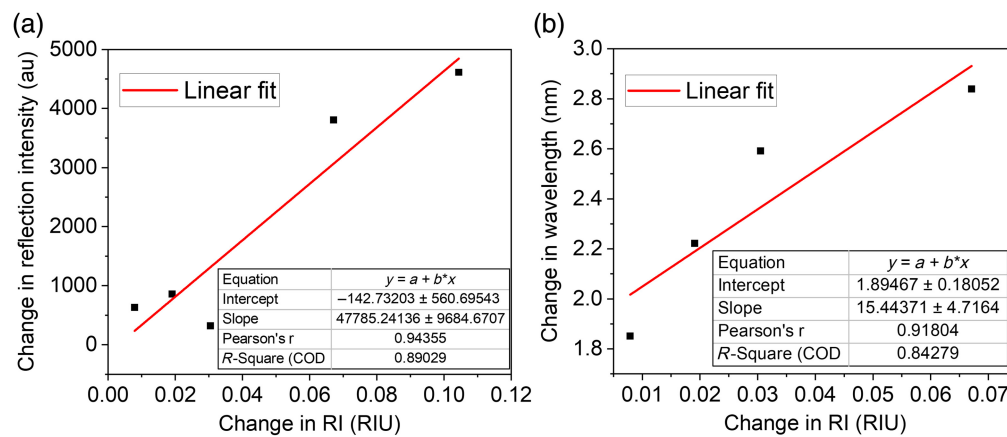 (a)
5000
4000
3000
2000
1000
0
Change in reflection intensity (au)
Linear fit
Equation y = a + b*x
Intercept −142.73203 ± 560.69543
Slope 47785.24136 ± 9684.6707
Pearson's r 0.94355
R-Square (COD 0.89029
0.00 0.02 0.04 0.06 0.08 0.10 0.12
Change in RI (RIU)
(b)
3.0
2.8
2.6
2.4
2.2
2.0
1.8
Change in wavelength (nm)
Linear fit
Equation y = a + b*x
Intercept 1.89467 ± 0.18052
Slope 15.44371 ± 4.7164
Pearson's r 0.91804
R-Square (COD 0.84279
0.01 0.02 0.03 0.04 0.05 0.06 0.07
Change in RI (RIU)